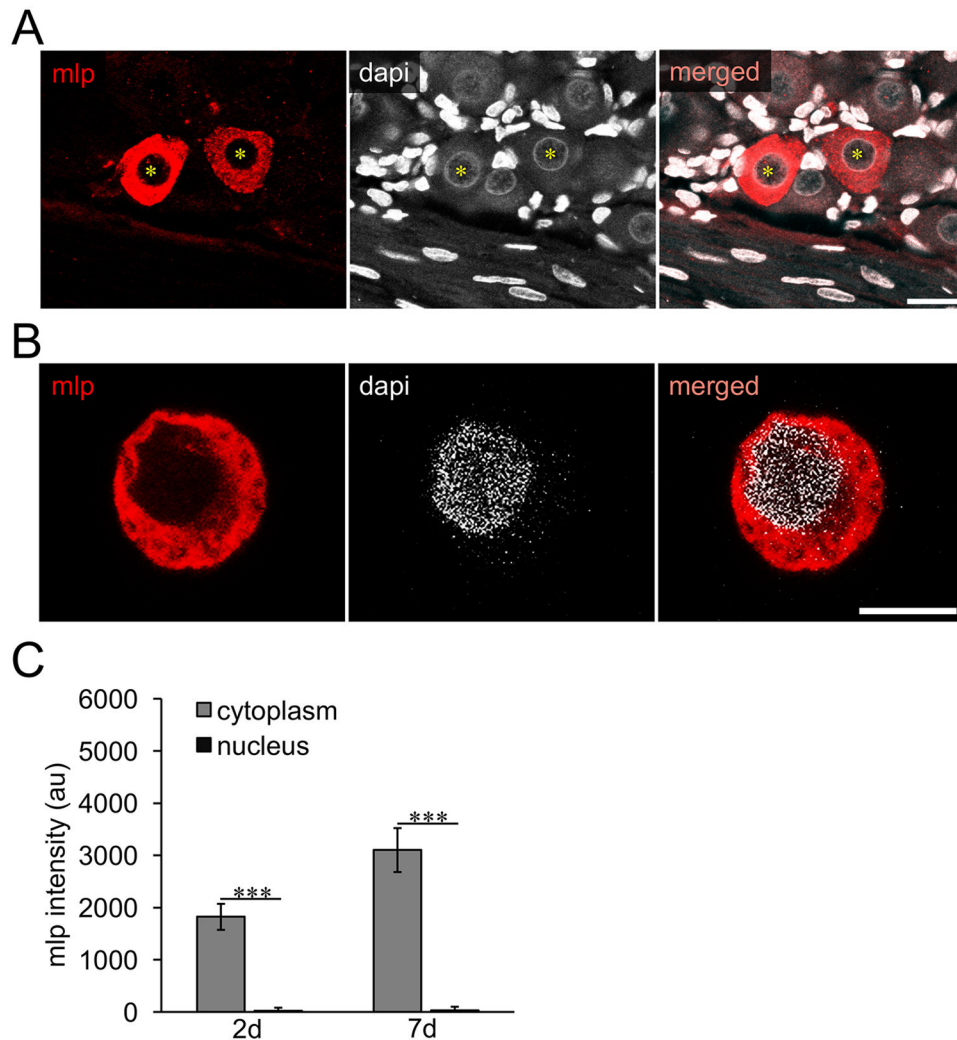 A
mlp dapi merged
* * * * * *
B
mlp dapi merged
C
6000
5000
4000
3000
2000
1000
0
mlp intensity (au)
cytoplasm
nucleus
***
***
2d 7d